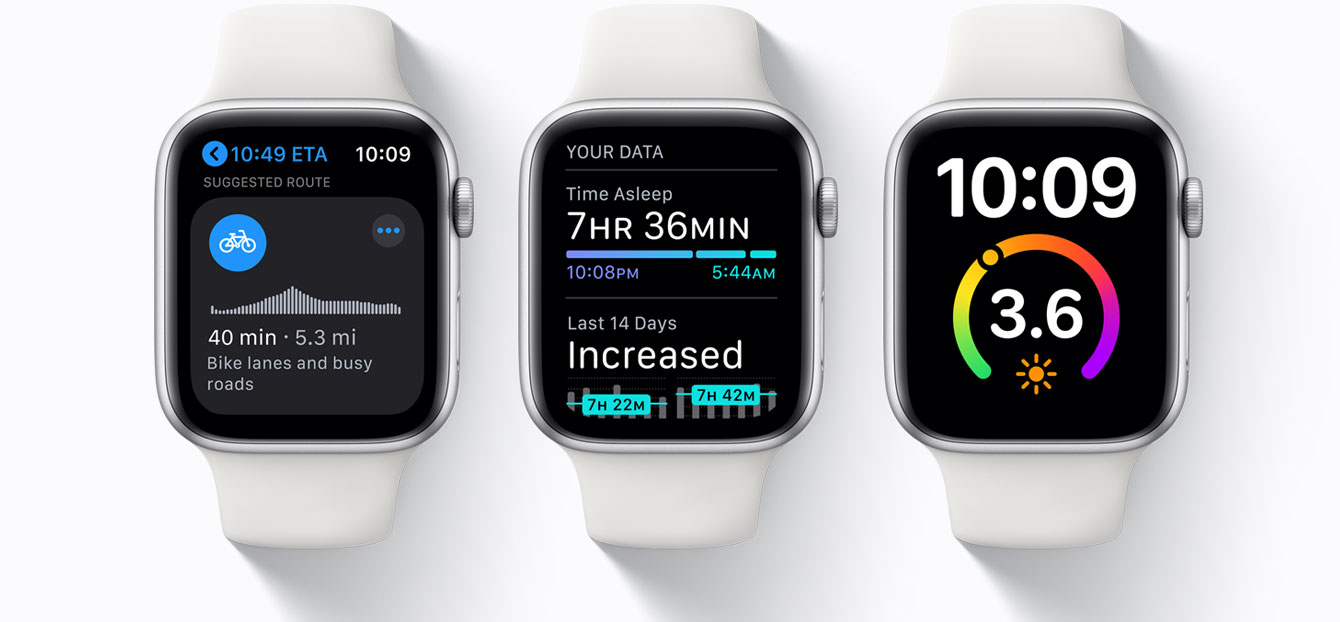 10:49 ETA 10:09
SUGGESTED ROUTE
40 min · 5.3 mi
Bike lanes and busy
roads
YOUR DATA
Time Asleep
7HR 36MIN
10:08PM 5:44AM
Last 14 Days
Increased
7H 22M 7H 42M
10:09
3.6